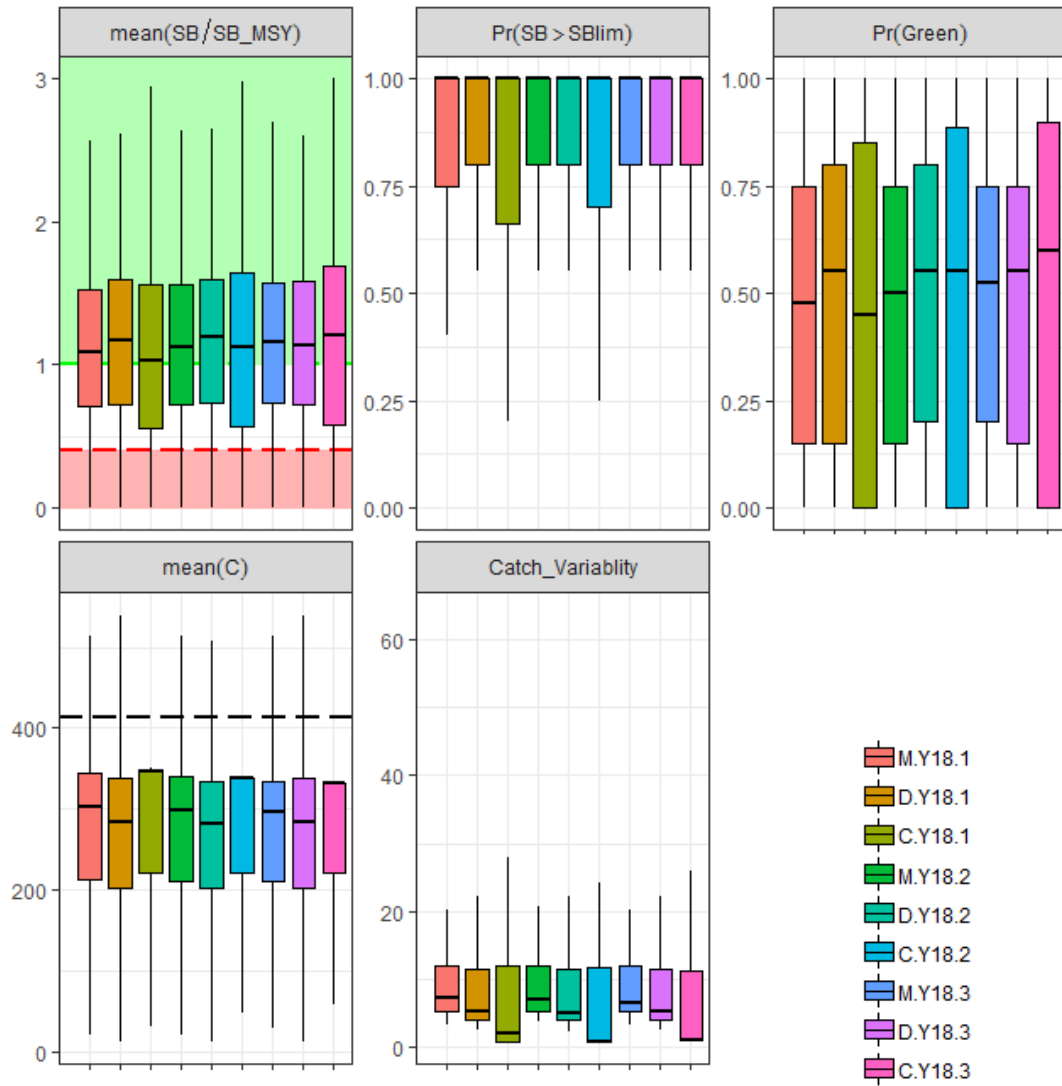 mean(SB/SB_MSY)
3
2
1
0
Pr(SB>SBlim)
1.00
0.75
0.50
0.25
0.00
Pr(Green)
1.00
0.75
0.50
0.25
0.00
mean(C)
400
200
0
Catch_Variablity
60
40
20
0
M.Y18.1
D.Y18.1
C.Y18.1
M.Y18.2
D.Y18.2
C.Y18.2
M.Y18.3
D.Y18.3
C.Y18.3